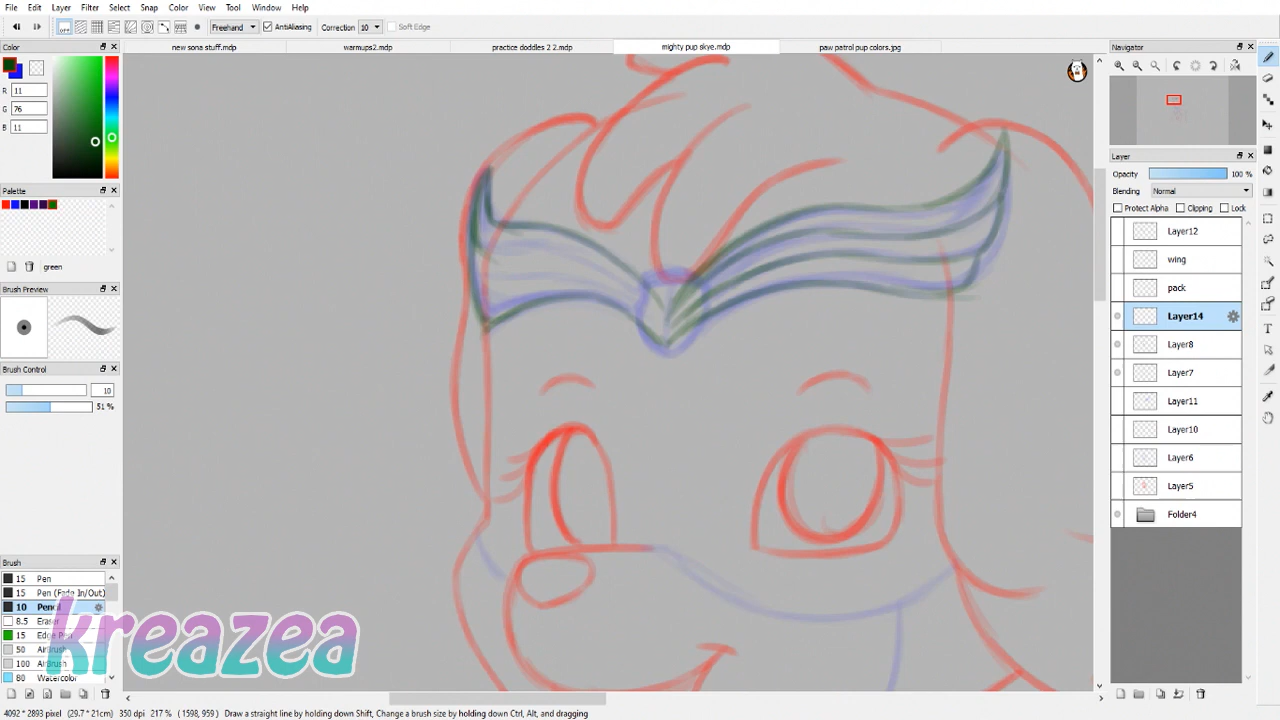 File Edit Layer Filter Select Snap Color View Tool Window Help
OFF Freehand AntiAliasing Correction 10 Soft Edge
Color new sona stuff.mdp warmups2.mdp practice doddles 2 2.mdp mighty pup skye.mdp paw patrol pup colors.jpg Navigator
R 11
G 76
B 11
Layer
Opacity 100 %
Palette Blending Normal
Protect Alpha Clipping Lock
Layer12
wing
green
Brush Preview pack
Layer14
Layer8
Brush Control Layer7
10
51 % Layer11
Layer10
Layer6
Layer5
Folder4
Brush
15 Pen
15 Pen (Fade In/Out)
10 Pencil
8.5 Eraser
15 Edge Pen
50 AirBrush
100 AirBrush
80 Watercolor
kreazea
4092 * 2893 pixel (29.7 * 21cm) 350 dpi 217 % ( 1598, 959 ) Draw a straight line by holding down Shift, Change a brush size by holding down Ctrl, Alt, and dragging